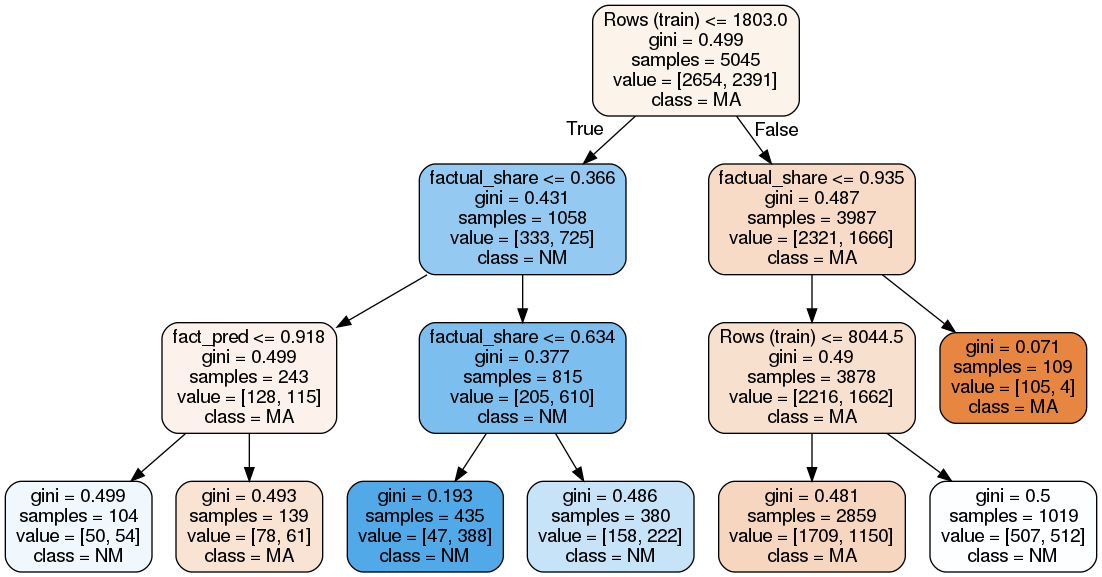 Rows (train) <= 1803.0
gini = 0.499
samples = 5045
value = [2654, 2391]
class = MA
True
False
factual_share <= 0.366
gini = 0.431
samples = 1058
value = [333, 725]
class = NM
factual_share <= 0.935
gini = 0.487
samples = 3987
value = [2321, 1666]
class = MA
fact_pred <= 0.918
gini = 0.499
samples = 243
value = [128, 115]
class = MA
factual_share <= 0.634
gini = 0.377
samples = 815
value = [205, 610]
class = NM
Rows (train) <= 8044.5
gini = 0.49
samples = 3878
value = [2216, 1662]
class = MA
gini = 0.071
samples = 109
value = [105, 4]
class = MA
gini = 0.499
samples = 104
value = [50, 54]
class = NM
gini = 0.493
samples = 139
value = [78, 61]
class = MA
gini = 0.193
samples = 435
value = [47, 388]
class = NM
gini = 0.486
samples = 380
value = [158, 222]
class = NM
gini = 0.481
samples = 2859
value = [1709, 1150]
class = MA
gini = 0.5
samples = 1019
value = [507, 512]
class = NM